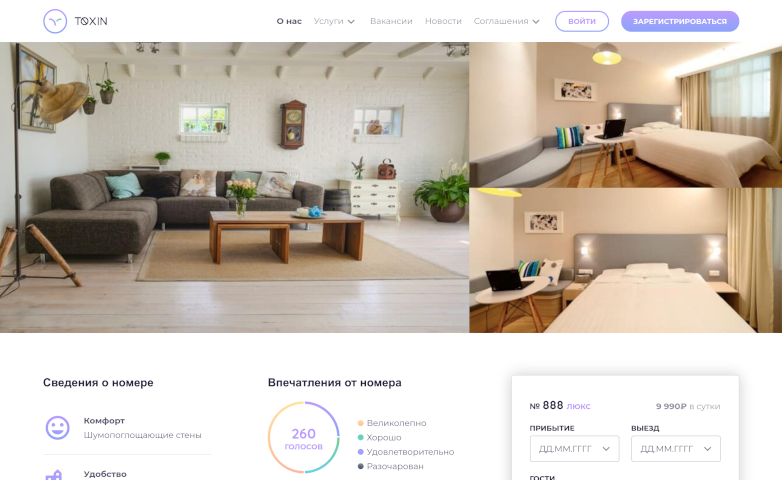 TOXIN
О нас
Услуги
Вакансии
Новости
Соглашения
ВОЙТИ
ЗАРЕГИСТРИРОВАТЬСЯ
Сведения о номере
Комфорт
Шумопоглощающие стены
Удобство
Впечатления от номера
260
ГОЛОСОВ
Великолепно
Хорошо
Удовлетворительно
Разочарован
№ 888 ЛЮКС
9 990₽ в сутки
ПРИБЫТИЕ
ДД.ММ.ГГГГ
ВЫЕЗД
ДД.ММ.ГГГГ
ГОСТИ